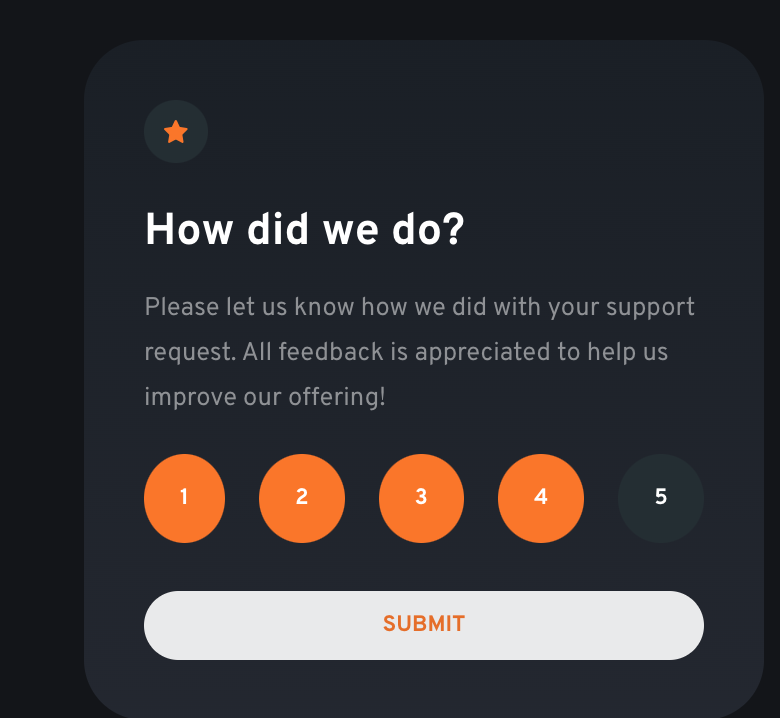 How did we do?
Please let us know how we did with your support
request. All feedback is appreciated to help us
improve our offering!
1 2 3 4 5
SUBMIT